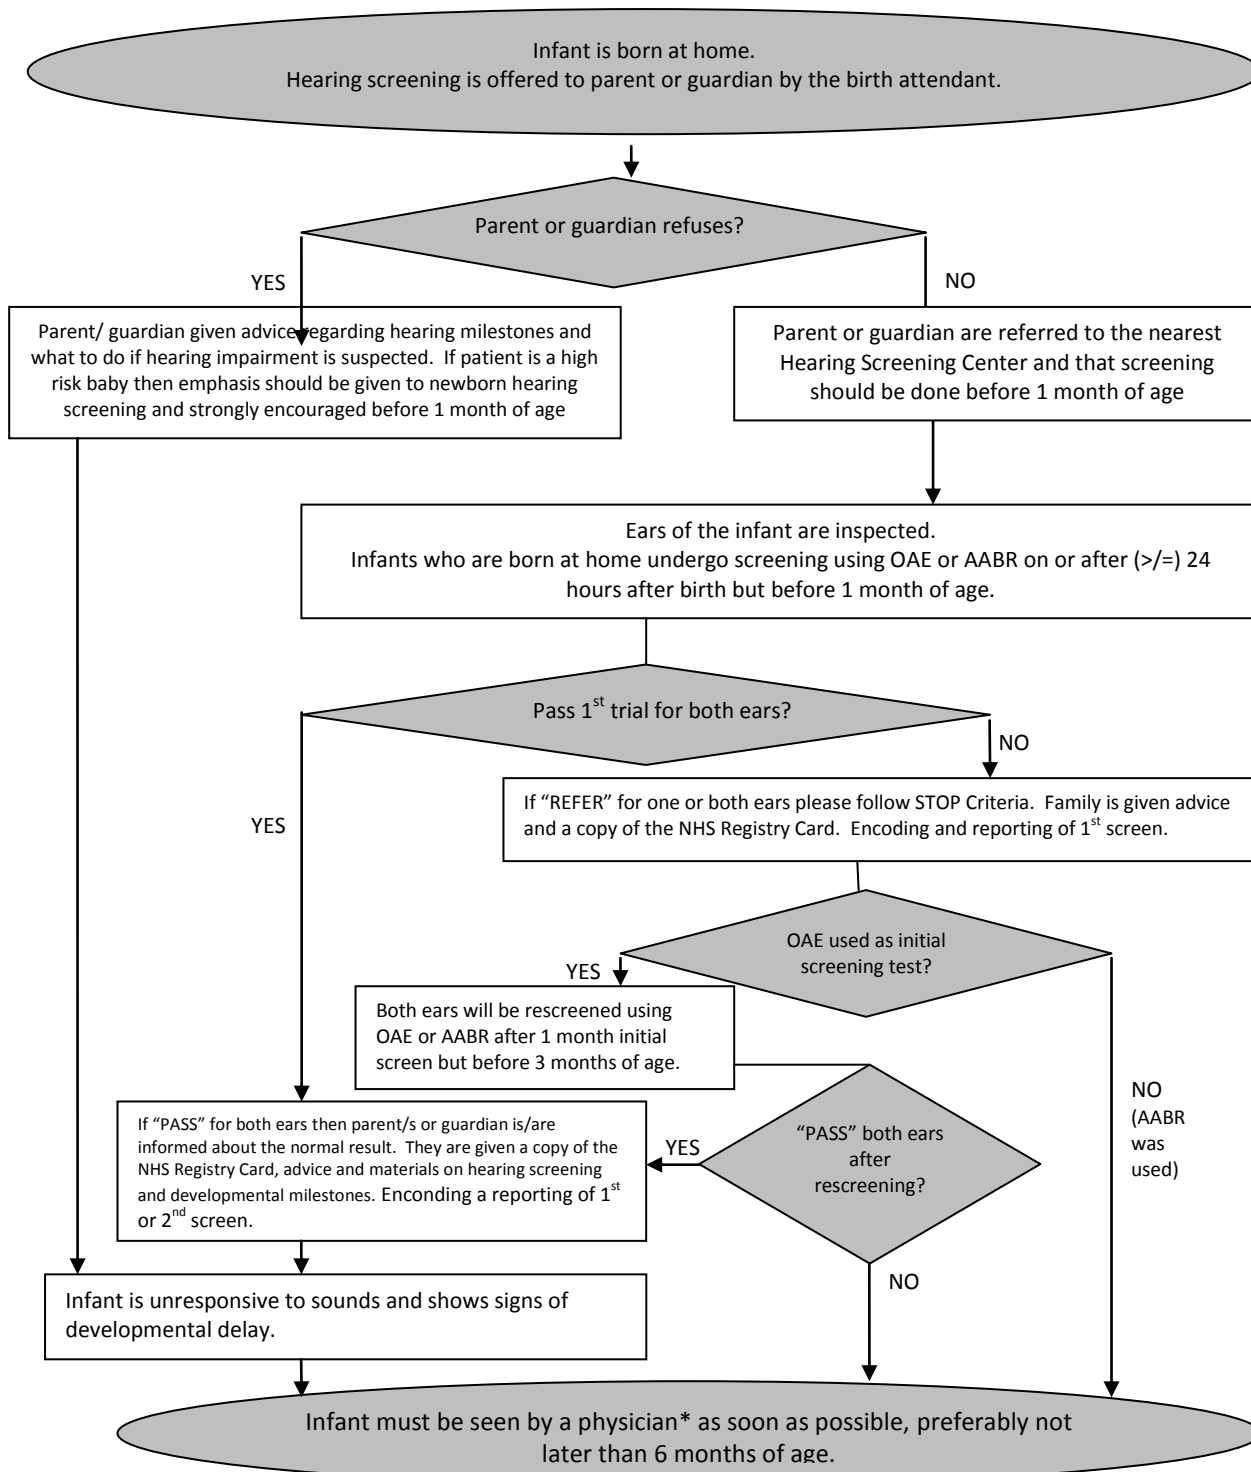 Infant is born at home.
Hearing screening is offered to parent or guardian by the birth attendant.
Parent or guardian refuses?
YES
NO
Parent/ guardian given advice regarding hearing milestones and
what to do if hearing impairment is suspected. If patient is a high
risk baby then emphasis should be given to newborn hearing
screening and strongly encouraged before 1 month of age
Parent or guardian are referred to the nearest
Hearing Screening Center and that screening
should be done before 1 month of age
Ears of the infant are inspected.
Infants who are born at home undergo screening using OAE or AABR on or after (>/=) 24
hours after birth but before 1 month of age.
Pass 1st trial for both ears?
NO
YES
If “REFER” for one or both ears please follow STOP Criteria. Family is given advice
and a copy of the NHS Registry Card. Encoding and reporting of 1st screen.
OAE used as initial
screening test?
YES
Both ears will be rescreened using
OAE or AABR after 1 month initial
screen but before 3 months of age.
NO
(AABR
was
used)
“PASS” both ears
after
rescreening?
YES
If “PASS” for both ears then parent/s or guardian is/are
informed about the normal result. They are given a copy of the
NHS Registry Card, advice and materials on hearing screening
and developmental milestones. Enconding a reporting of 1st
or 2nd screen.
NO
Infant is unresponsive to sounds and shows signs of
developmental delay.
Infant must be seen by a physician* as soon as possible, preferably not
later than 6 months of age.